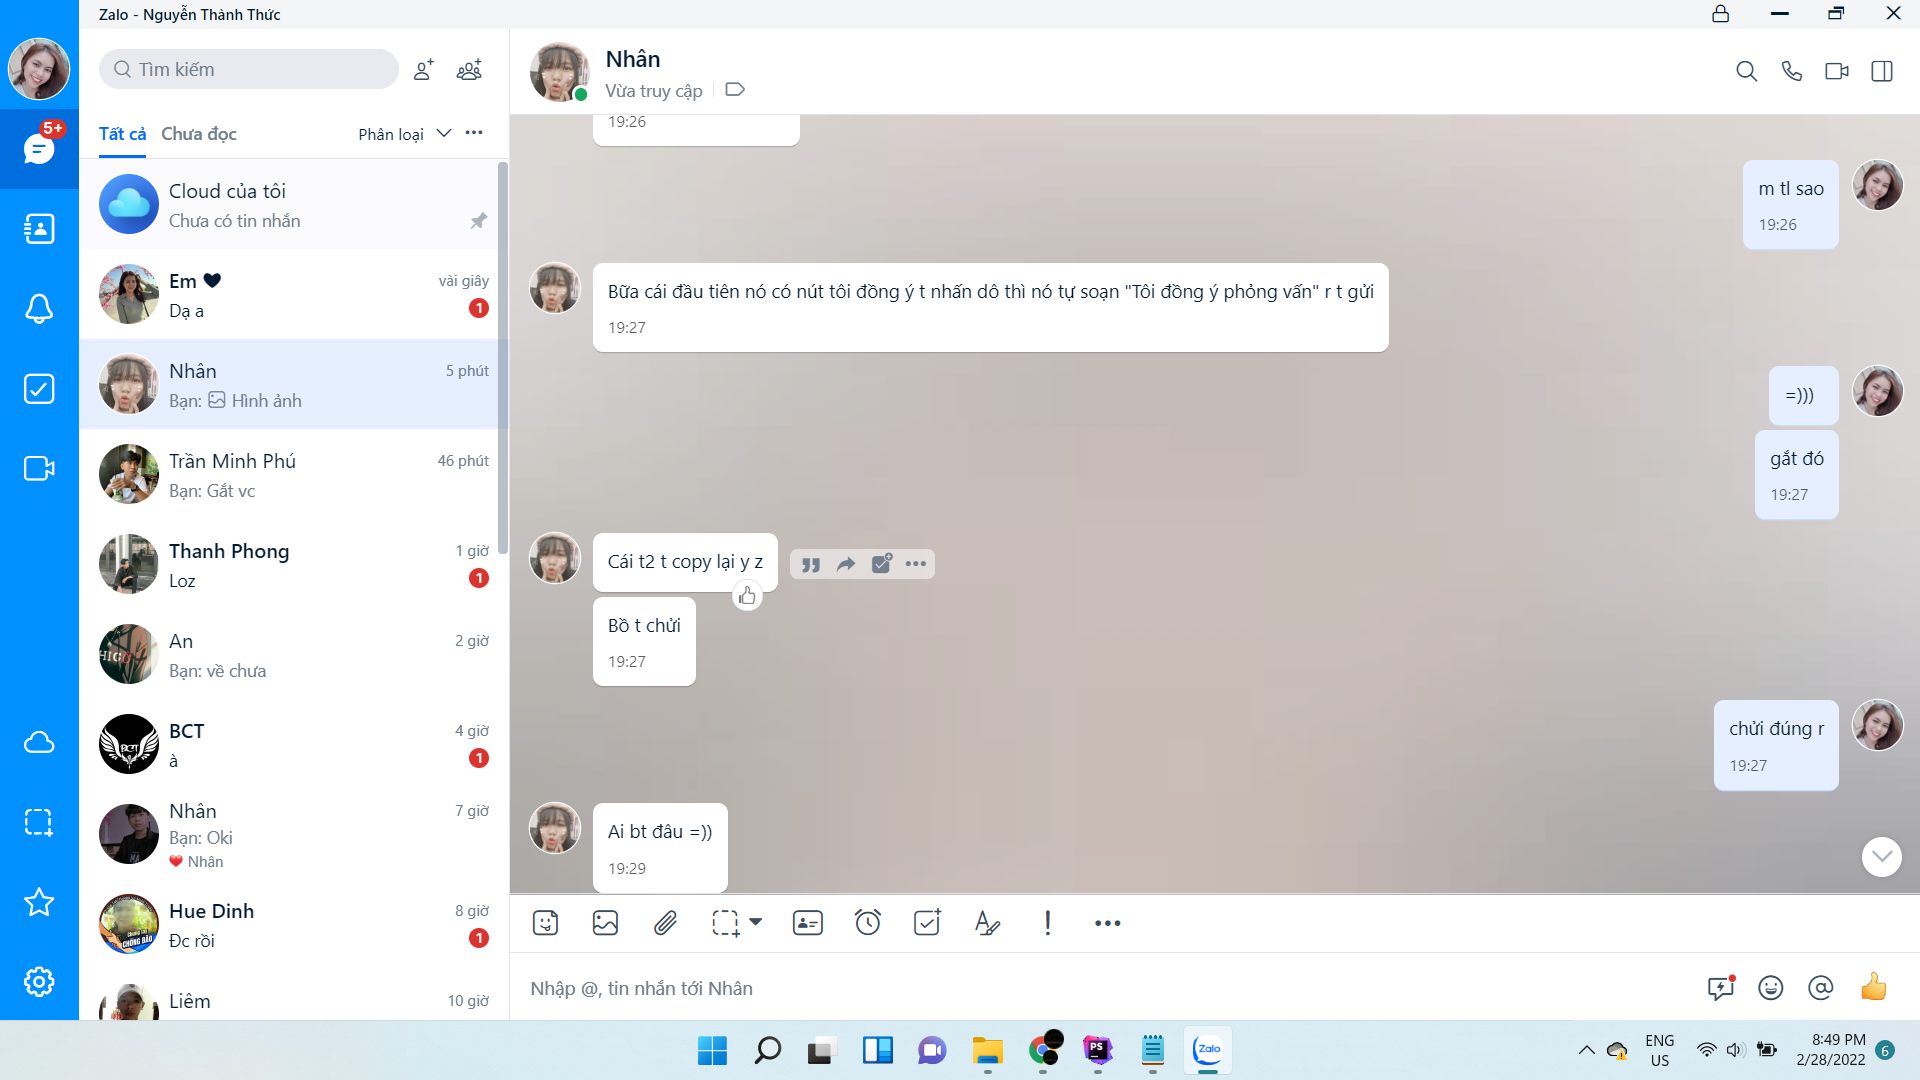 Zalo - Nguyễn Thành Thức
Tìm kiếm
Tất cả Chưa đọc Phân loại
5+
Cloud của tôi
Chưa có tin nhắn
Em vài giây
Dạ a 1
Nhân 5 phút
Bạn: Hình ảnh
Trần Minh Phú 46 phút
Bạn: Gắt vc
Thanh Phong 1 giờ
Loz 1
An 2 giờ
Bạn: về chưa
BCT 4 giờ
à 1
Nhân 7 giờ
Bạn: Oki
Nhân
Hue Dinh 8 giờ
Đc rồi 1
Liêm 10 giờ
Nhân
Vừa truy cập
19:26
m tl sao
19:26
Bữa cái đầu tiên nó có nút tôi đồng ý t nhấn dô thì nó tự soạn "Tôi đồng ý phỏng vấn" r t gửi
19:27
=)))
gắt đó
19:27
Cái t2 t copy lại y z
Bồ t chửi
19:27
chửi đúng r
19:27
Ai bt đâu =))
19:29
Nhập @, tin nhắn tới Nhân
PS
Zalo
ENG
US
8:49 PM
2/28/2022
6